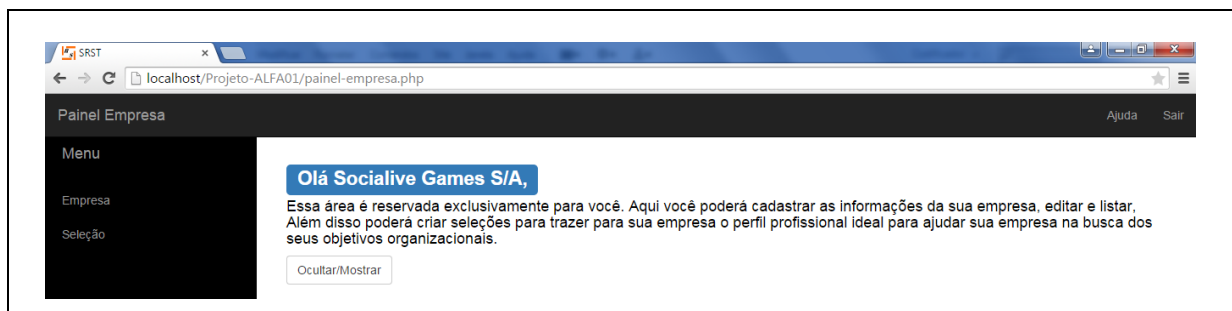 SRST
localhost/Projeto-ALFA01/painel-empresa.php
Painel Empresa
Ajuda Sair
Menu
Olá Socialive Games S/A,
Empresa
Essa área é reservada exclusivamente para você. Aqui você poderá cadastrar as informações da sua empresa, editar e listar,
Além disso poderá criar seleções para trazer para sua empresa o perfil profissional ideal para ajudar sua empresa na busca dos
seus objetivos organizacionais.
Seleção
Ocultar/Mostrar